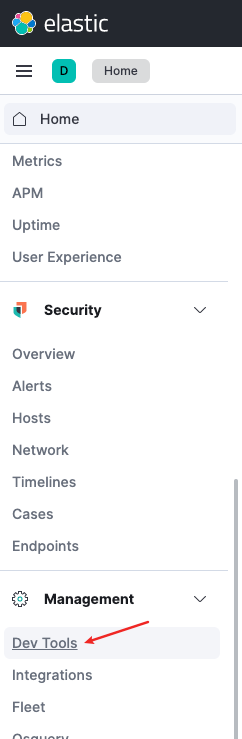 elastic
D
Home
Home
Metrics
APM
Uptime
User Experience
Security
Overview
Alerts
Hosts
Network
Timelines
Cases
Endpoints
Management
Dev Tools
Integrations
Fleet
Osquery